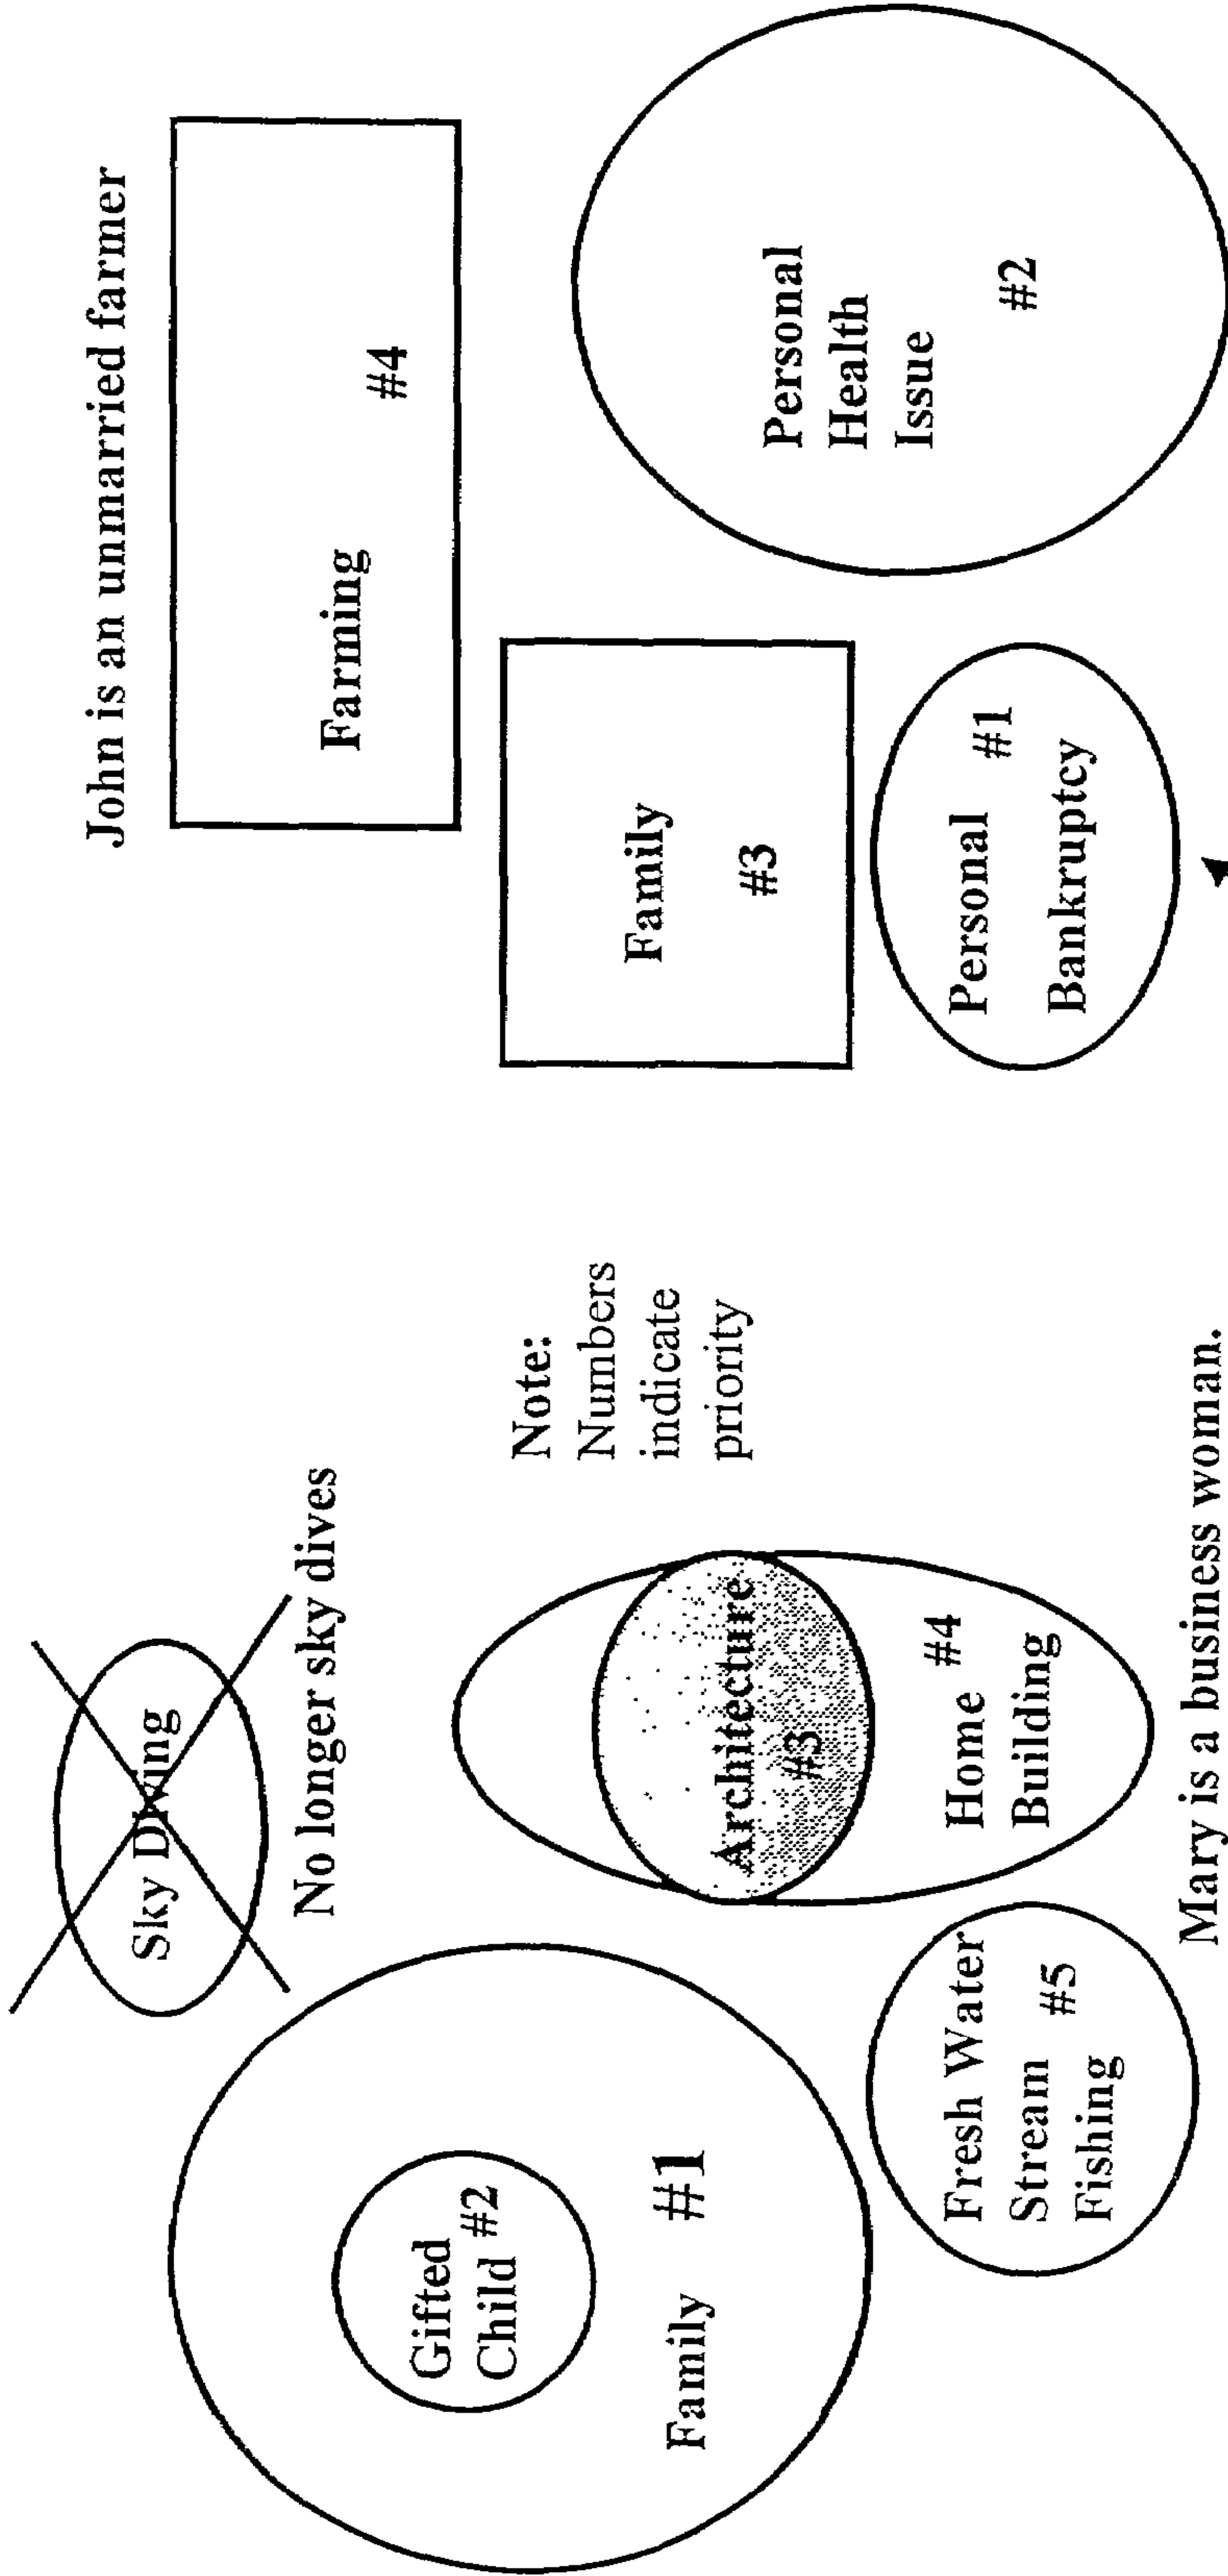 Sky Diving
No longer sky dives
Gifted
Child #2
Family #1
Architecture
#3
#4
Home
Building
Fresh Water
Stream #5
Fishing
Mary is a business woman.
Note:
Numbers
indicate
priority
John is an unmarried farmer
Farming
#4
Family
#3
Personal
Health
Issue
#2
Personal #1
Bankruptcy